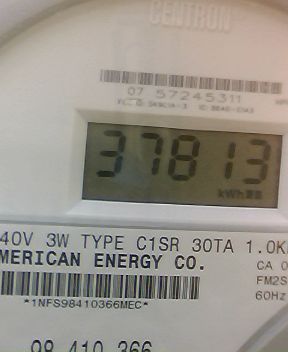 CENTRON
07 57245311
37813
kWh
40V 3W TYPE C1SR 30TA 1.0K
MERICAN ENERGY CO.
CA 0
FM2S
60Hz
*1NFS98410366MEC*
98 410 366